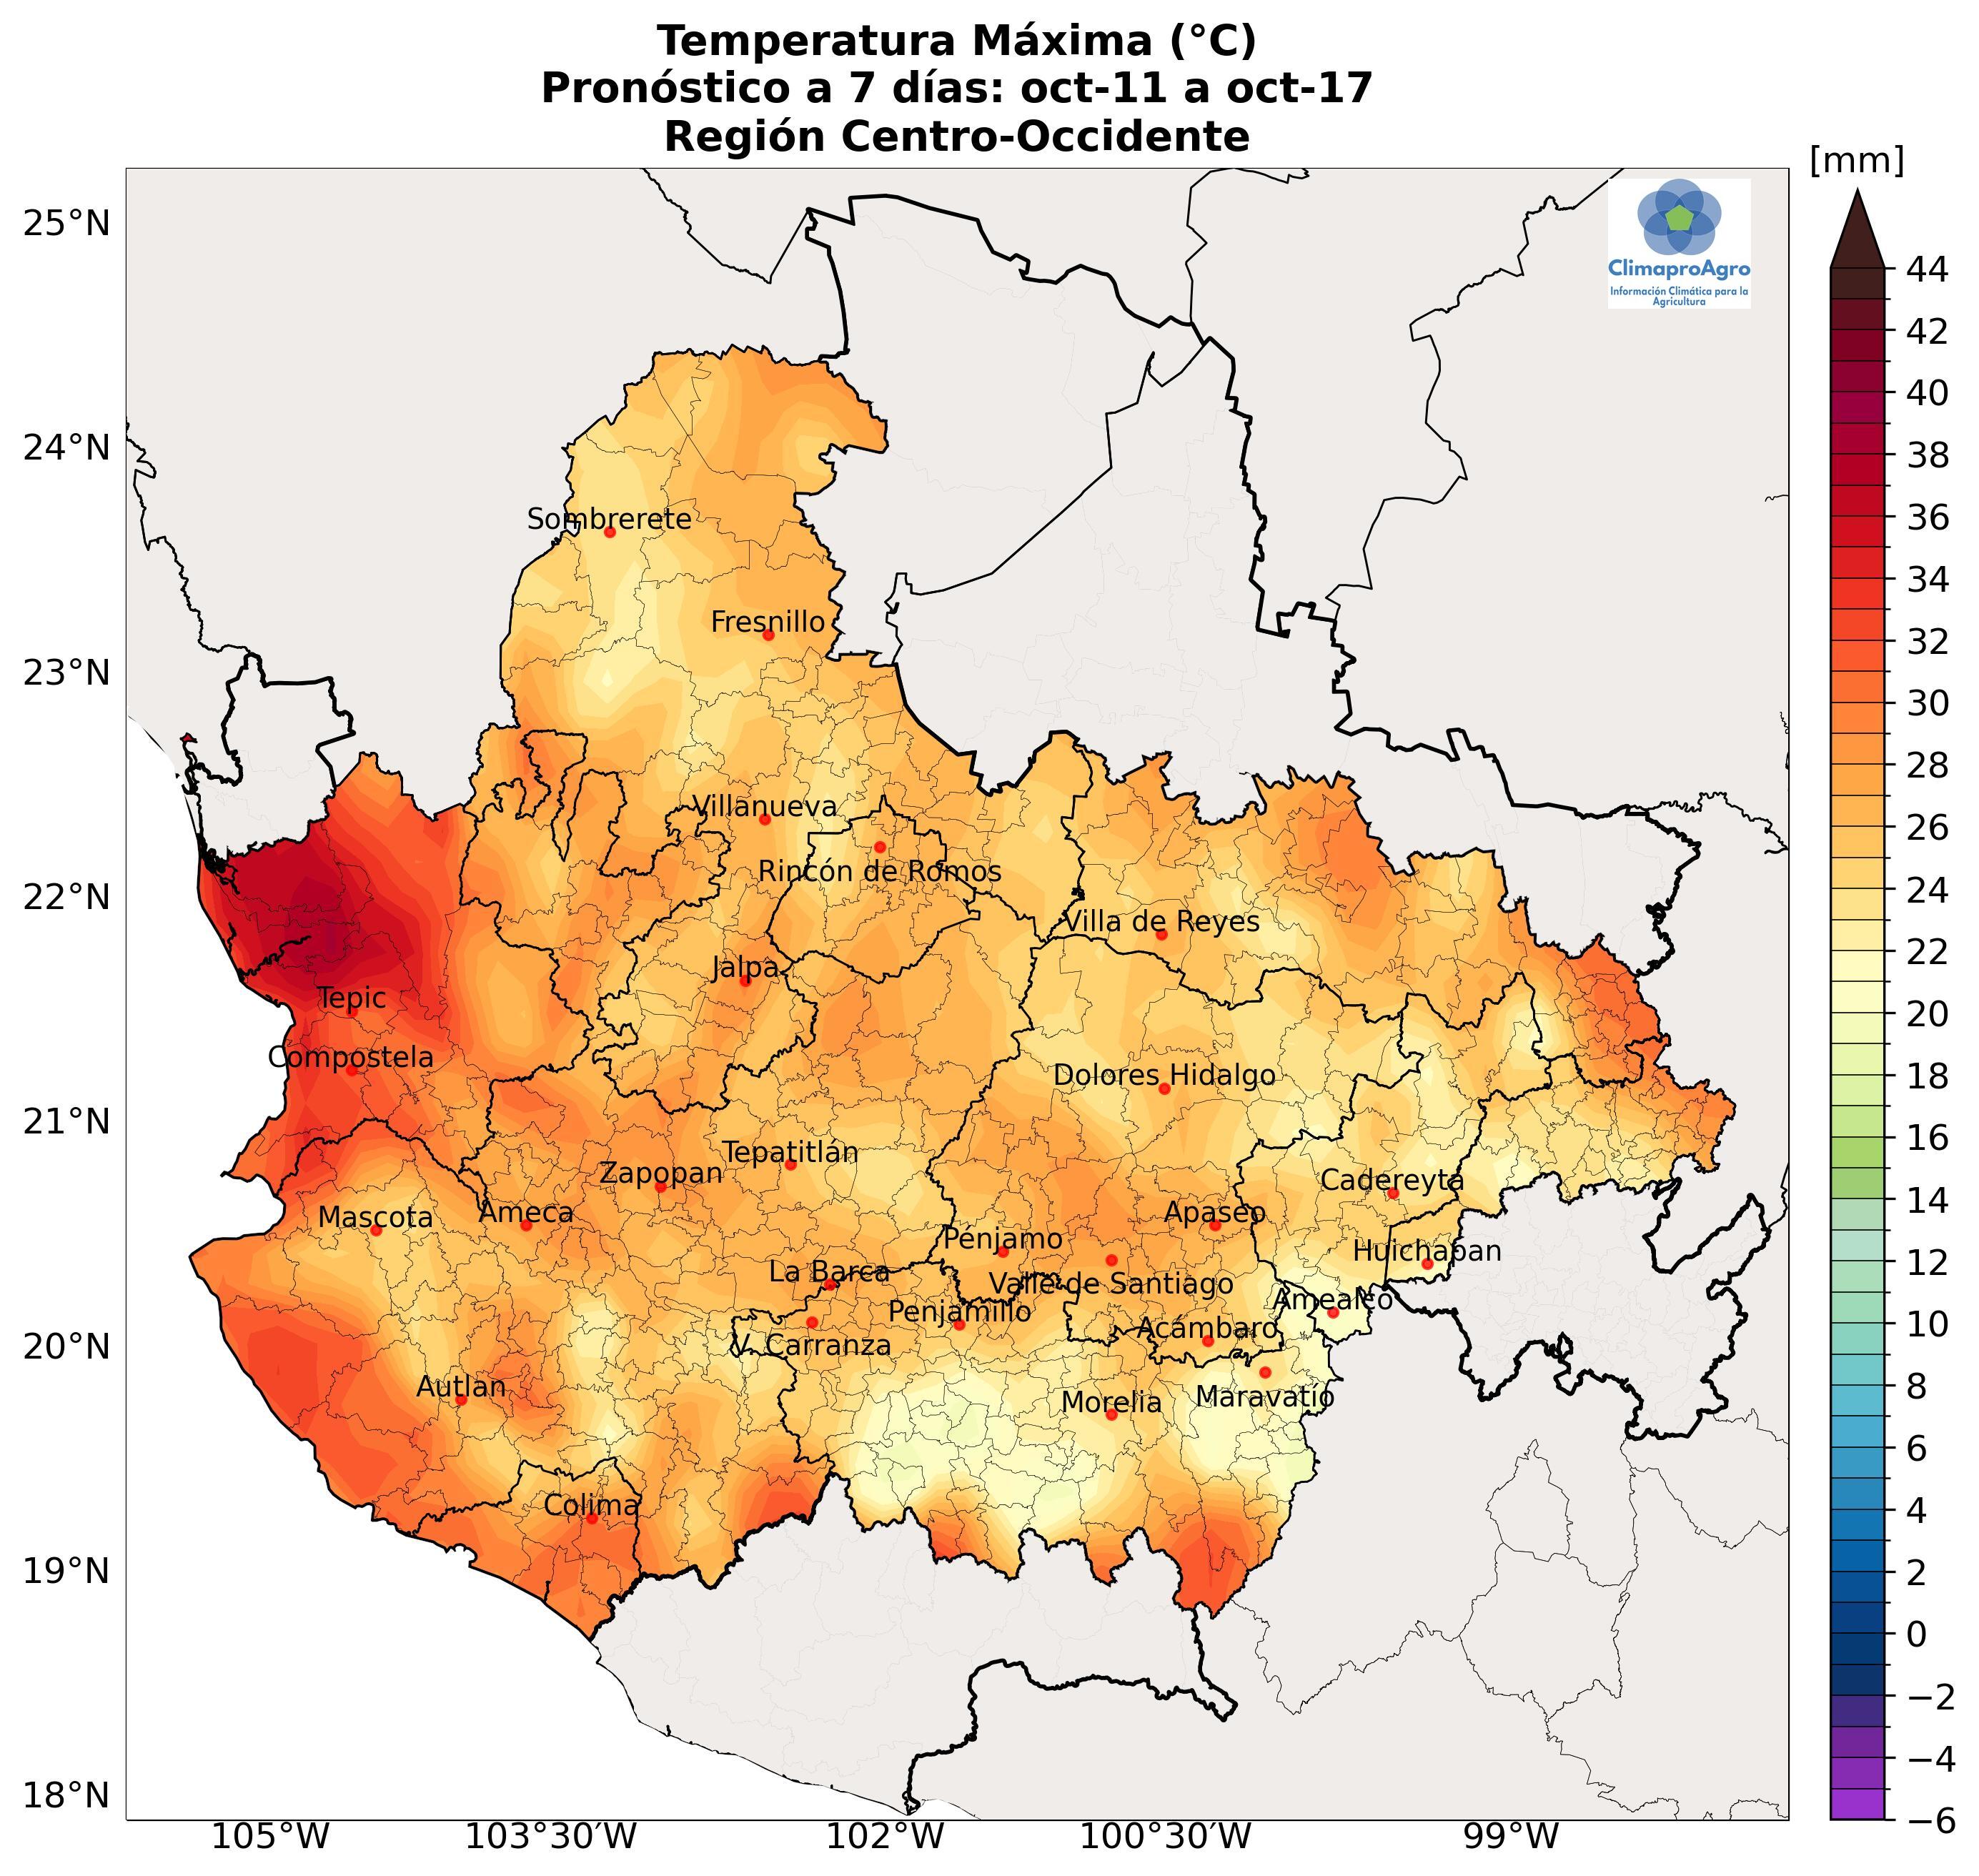 Temperatura Máxima (°C)
Pronóstico a 7 días: oct-11 a oct-17
Región Centro-Occidente
[mm]
ClimaproAgro
Información Climática para la
Agricultura
25°N
24°N
23°N
22°N
21°N
20°N
19°N
18°N
Sombrerete
Fresnillo
Villanueva
Rincón de Romos
Villa de Reyes
Jalpa
Tepic
Compostela
Dolores Hidalgo
Tepatitlán
Zapopan
Cadereyta
Mascota
Ameca
Apaseo
Pénjamo
Huichapan
La Barca
Valle de Santiago
Amealco
Penjamillo
Acámbaro
V. Carranza
Autlan
Morelia
Maravatío
Colima
44
42
40
38
36
34
32
30
28
26
24
22
20
18
16
14
12
10
8
6
4
2
0
−2
−4
−6
105°W
103°30'W
102°W
100°30'W
99°W